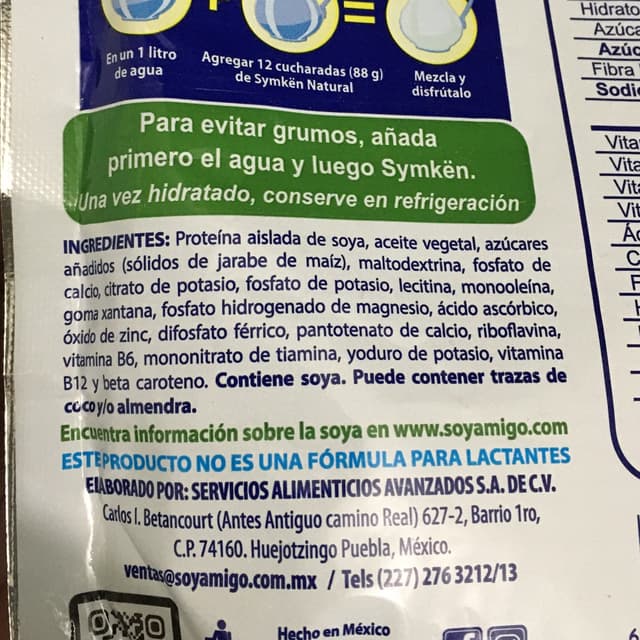 En un 1 litro
de agua
Agregar 12 cucharadas (88 g)
de Symkën Natural
Mezcla y
disfrútalo
Para evitar grumos, añada
primero el agua y luego Symkën.
Una vez hidratado, conserve en refrigeración
INGREDIENTES: Proteína aislada de soya, aceite vegetal, azúcares
añadidos (sólidos de jarabe de maíz), maltodextrina, fosfato de
calcio, citrato de potasio, fosfato de potasio, lecitina, monooleína,
goma xantana, fosfato hidrogenado de magnesio, ácido ascórbico,
óxido de zinc, difosfato férrico, pantotenato de calcio, riboflavina,
vitamina B6, mononitrato de tiamina, yoduro de potasio, vitamina
B12 y beta caroteno. Contiene soya. Puede contener trazas de
coco y/o almendra.
Encuentra información sobre la soya en www.soyamigo.com
ESTE PRODUCTO NO ES UNA FÓRMULA PARA LACTANTES
ELABORADO POR: SERVICIOS ALIMENTICIOS AVANZADOS S.A. DE C.V.
Carlos I. Betancourt (Antes Antiguo camino Real) 627-2, Barrio 1ro,
C.P. 74160. Huejotzingo Puebla, México.
ventas@soyamigo.com.mx / Tels (227) 276 3212/13
Hecho en México
Hidrato
Azúca
Azúc
Fibra
Sodi
Vita
Vita
Vita
Vit